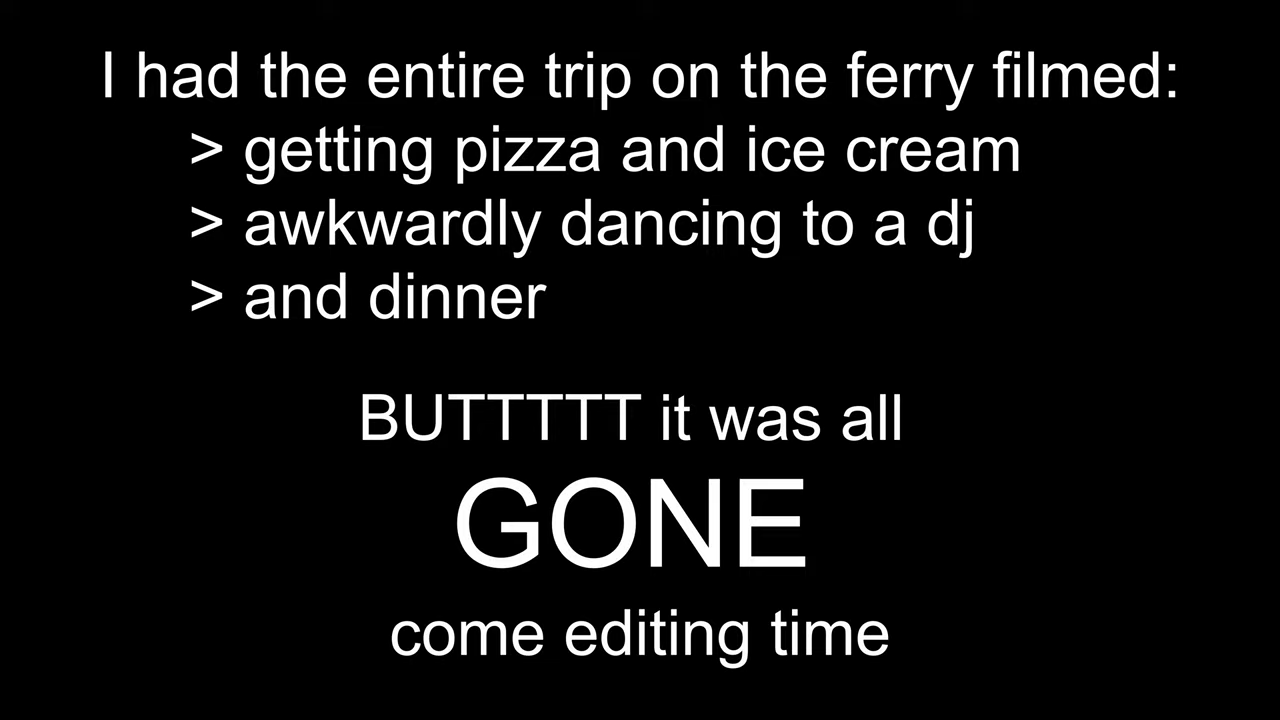 I had the entire trip on the ferry filmed:
> getting pizza and ice cream
> awkwardly dancing to a dj
> and dinner
BUTTTTT it was all
GONE
come editing time